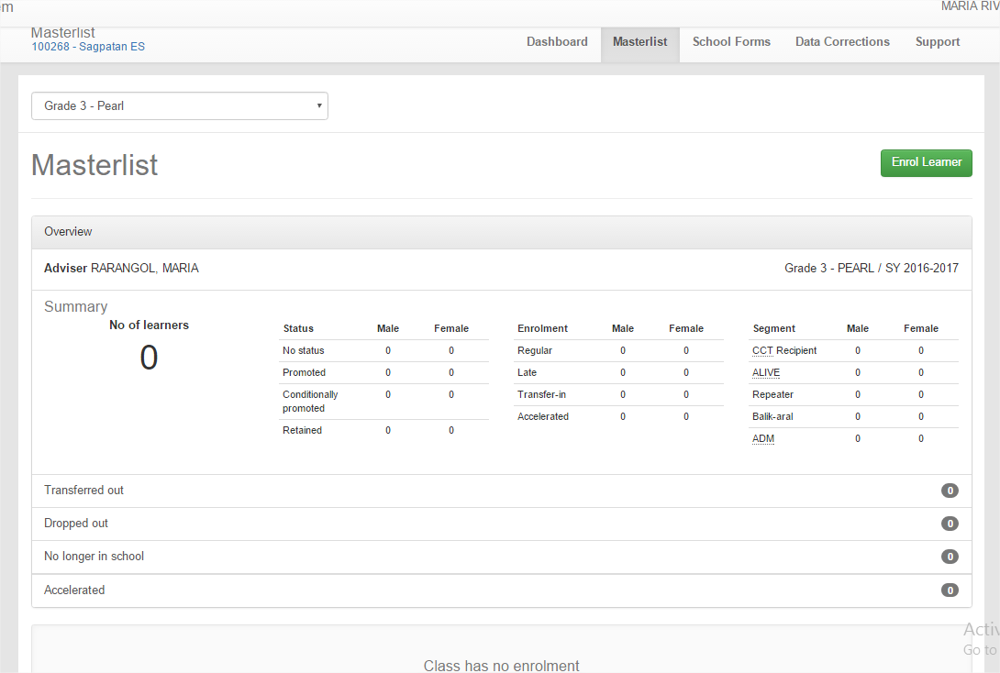 em
MARIA RIV
Masterlist
100268 - Sagpatan ES
Dashboard
Masterlist
School Forms
Data Corrections
Support
Grade 3 - Pearl
Masterlist
Enrol Learner
Overview
Adviser RARANGOL, MARIA
Grade 3 - PEARL / SY 2016-2017
Summary
No of learners
0
Status Male Female
No status 0 0
Promoted 0 0
Conditionally
promoted 0 0
Retained 0 0
Enrolment Male Female
Regular 0 0
Late 0 0
Transfer-in 0 0
Accelerated 0 0
Segment Male Female
CCT Recipient 0 0
ALIVE 0 0
Repeater 0 0
Balik-aral 0 0
ADM 0 0
Transferred out 0
Dropped out 0
No longer in school 0
Accelerated 0
Class has no enrolment
Activ
Go to